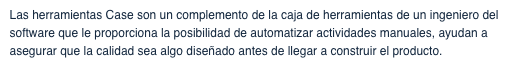 Las herramientas Case son un complemento de la caja de herramientas de un ingeniero del
software que le proporciona la posibilidad de automatizar actividades manuales, ayudan a
asegurar que la calidad sea algo diseñado antes de llegar a construir el producto.